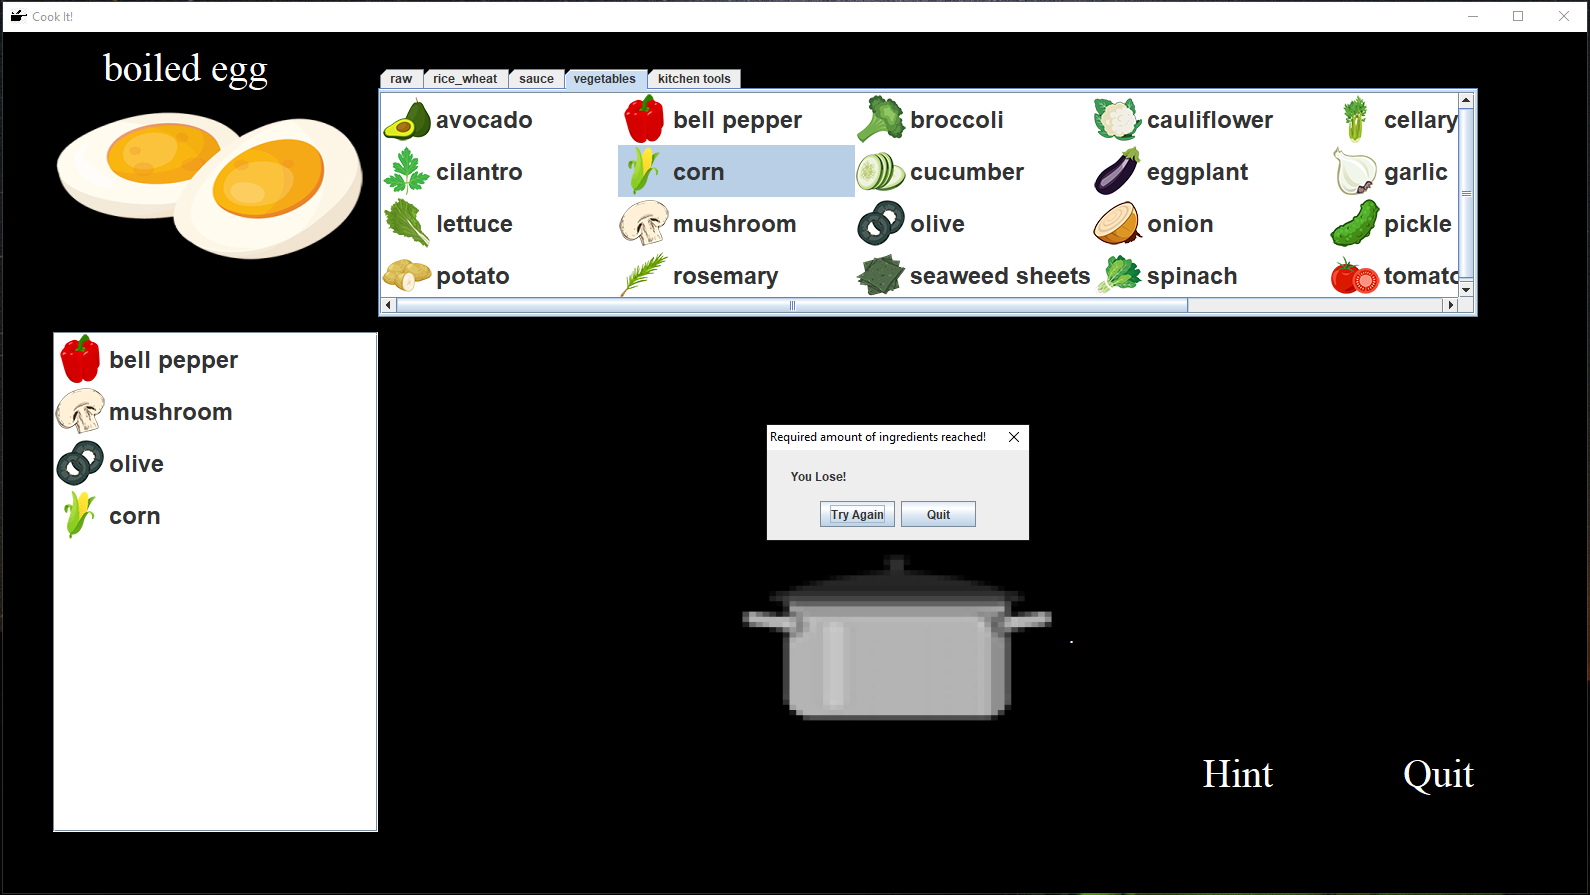 Cook It!
boiled egg
raw rice_wheat sauce vegetables kitchen tools
avocado bell pepper broccoli cauliflower cellary
cilantro corn cucumber eggplant garlic
lettuce mushroom olive onion pickle
potato rosemary seaweed sheets spinach tomato
bell pepper
mushroom
olive
corn
Required amount of ingredients reached!
You Lose!
Try Again Quit
Hint Quit